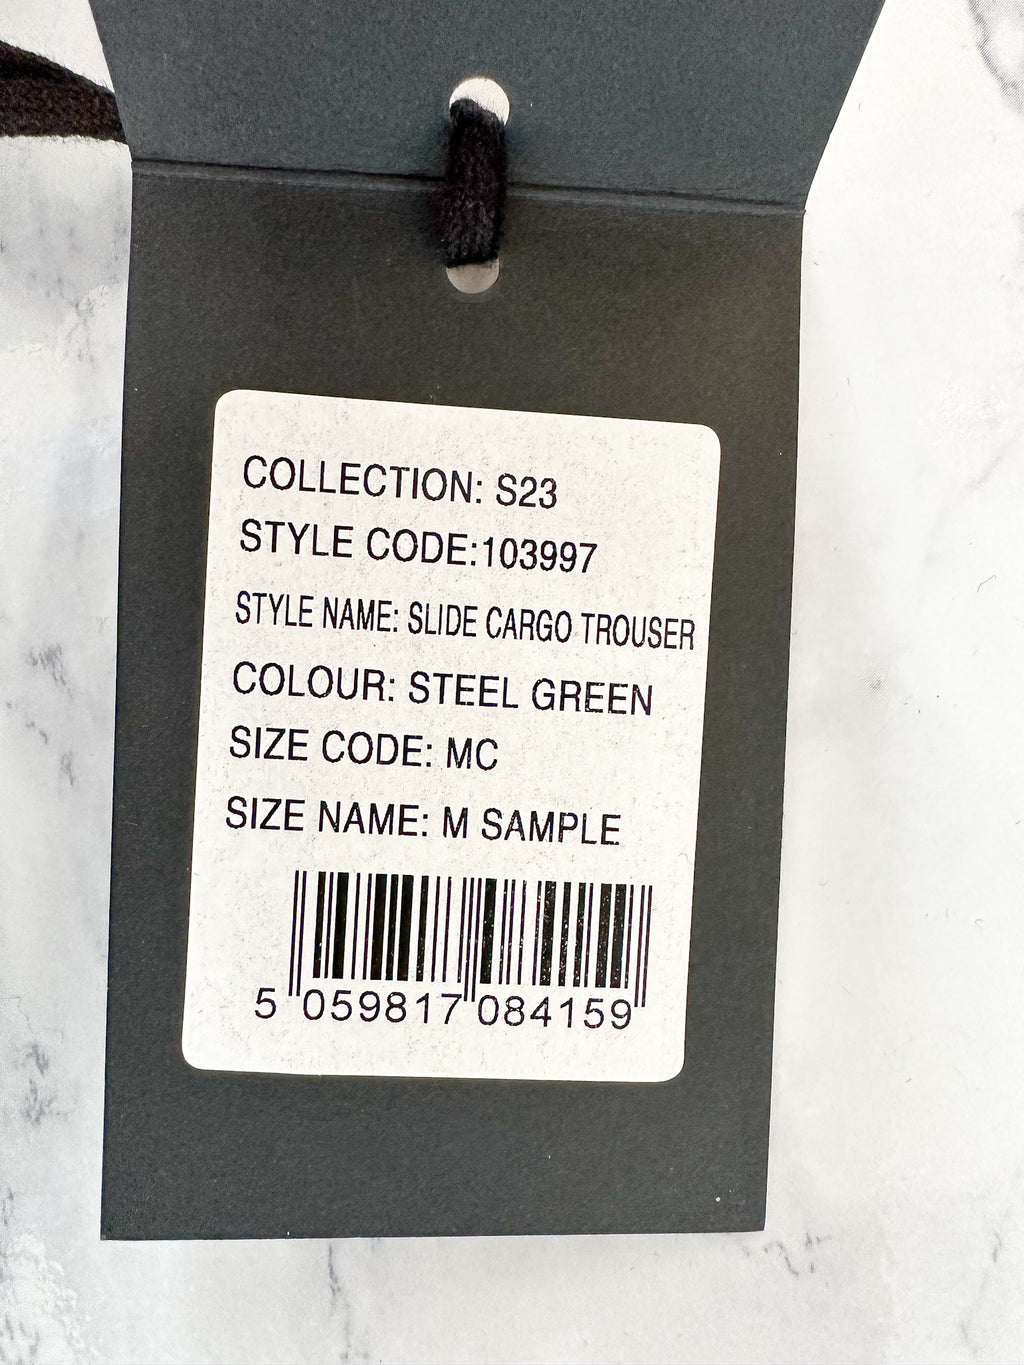 COLLECTION: S23
STYLE CODE:103997
STYLE NAME: SLIDE CARGO TROUSER
COLOUR: STEEL GREEN
SIZE CODE: MC
SIZE NAME: M SAMPLE
5 059817 084159